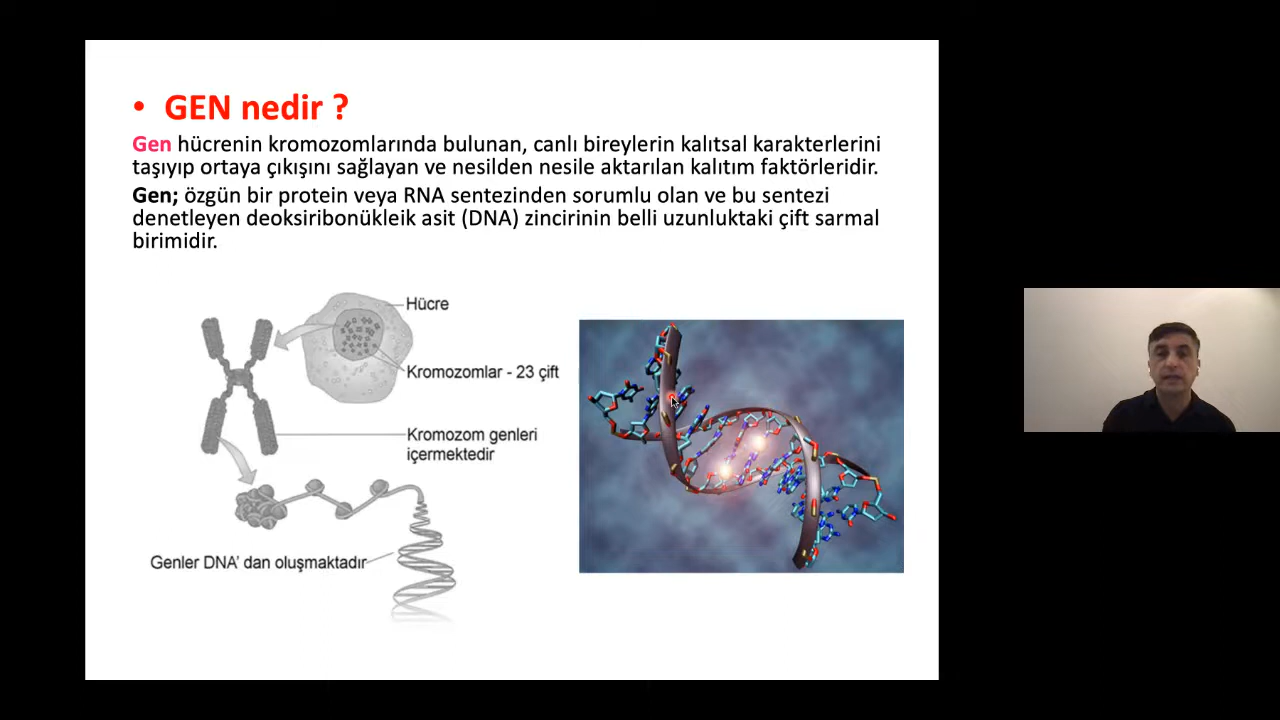 • GEN nedir ?
Gen hücrenin kromozomlarında bulunan, canlı bireylerin kalıtsal karakterlerini
taşıyıp ortaya çıkışını sağlayan ve nesilden nesile aktarılan kalıtım faktörleridir.
Gen; özgün bir protein veya RNA sentezinden sorumlu olan ve bu sentezi
denetleyen deoksiribonükleik asit (DNA) zincirinin belli uzunluktaki çift sarmal
birimidir.
Hücre
Kromozomlar - 23 çift
Kromozom genleri
içermektedir
Genler DNA' dan oluşmaktadır